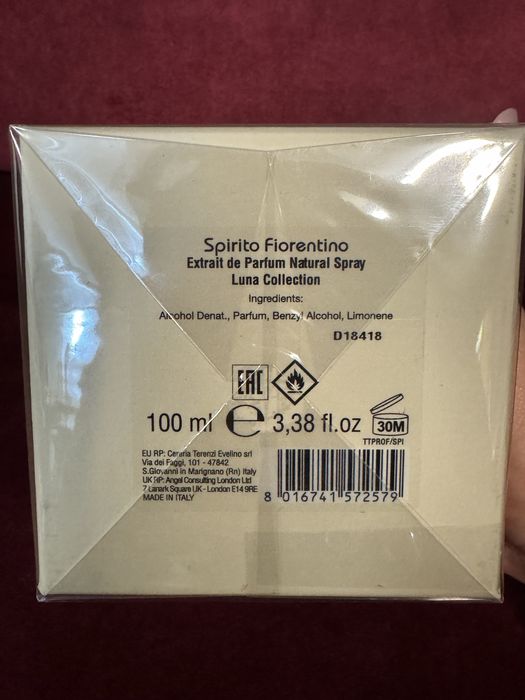 Spirito Fiorentino
Extrait de Parfum Natural Spray
Luna Collection
Ingredients:
Alcohol Denat., Parfum, Benzyl Alcohol, Limonene
D18418
EAC
100 ml e 3,38 fl.oz
30M
TTPROF/SPI
EU RP: Cereria Terenzi Evelino srl
Via dei Faggi, 101 - 47842
S.Giovanni in Marignano (Rn) Italy
UK RP: Angel Consulting London Ltd
7 Lanark Square UK - London E14 9RE
MADE IN ITALY
8 016741 572579